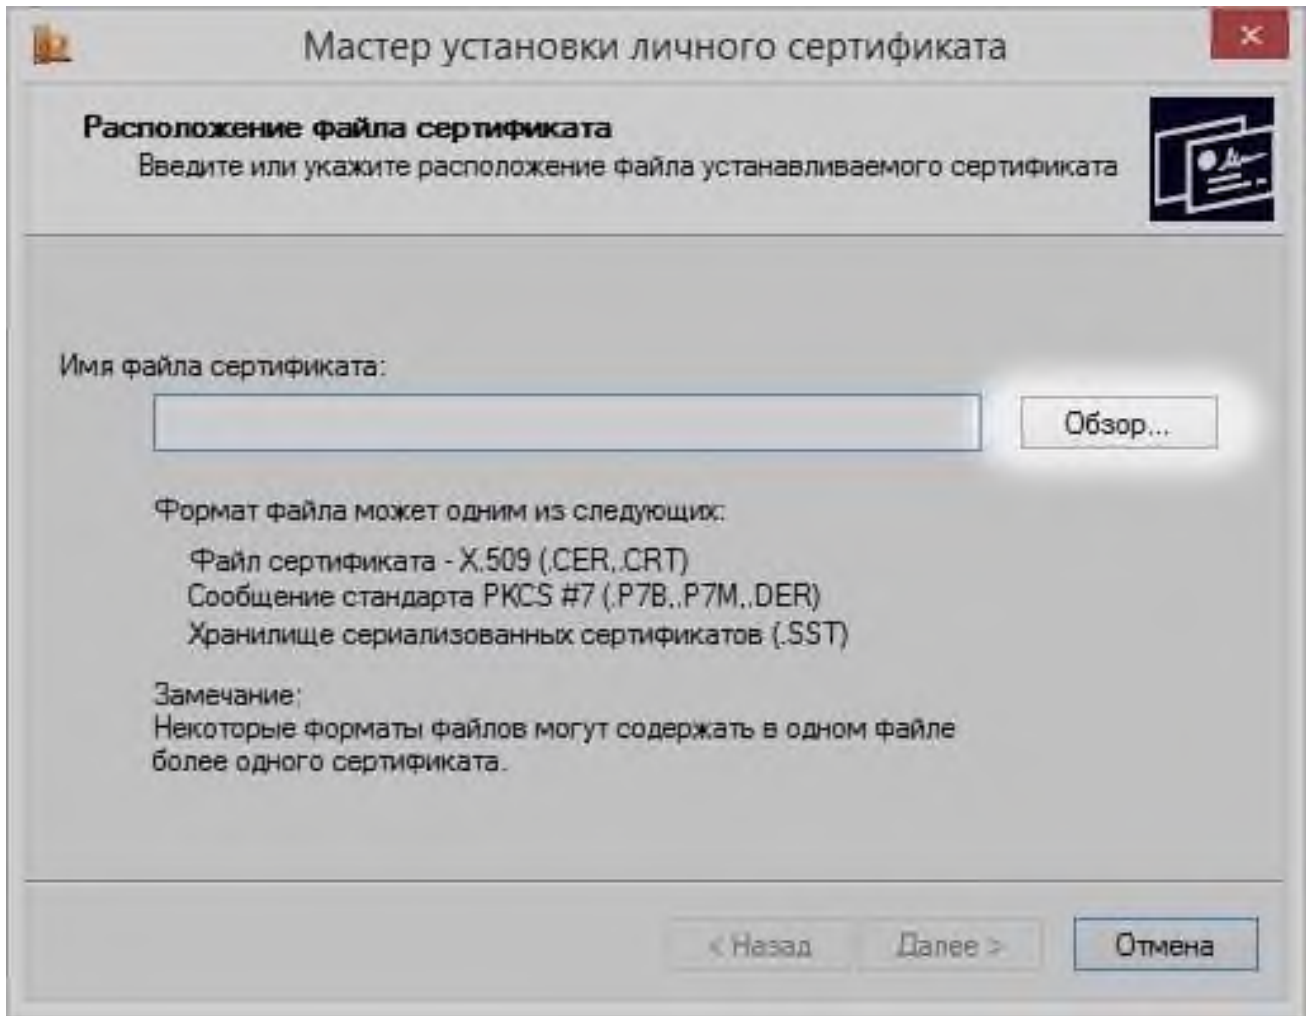 Мастер установки личного сертификата
Расположение файла сертификата
Введите или укажите расположение файла устанавливаемого сертификата
Имя файла сертификата:
Обзор...
Формат файла может одним из следующих:
Файл сертификата - X.509 (.CER,.CRT)
Сообщение стандарта PKCS #7 (.P7B,.P7M,.DER)
Хранилище сериализованных сертификатов (.SST)
Замечание:
Некоторые форматы файлов могут содержать в одном файле
более одного сертификата.
< Назад
Далее >
Отмена